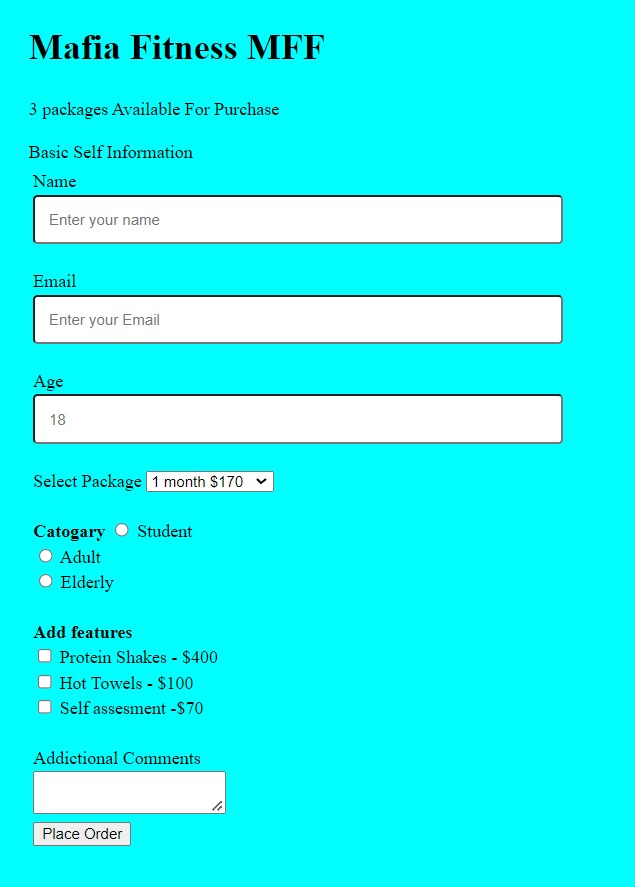 Mafia Fitness MFF
3 packages Available For Purchase
Basic Self Information
Name
Enter your name
Email
Enter your Email
Age
18
Select Package 1 month $170
Catogary Student
Adult
Elderly
Add features
Protein Shakes - $400
Hot Towels - $100
Self assesment -$70
Addictional Comments
Place Order